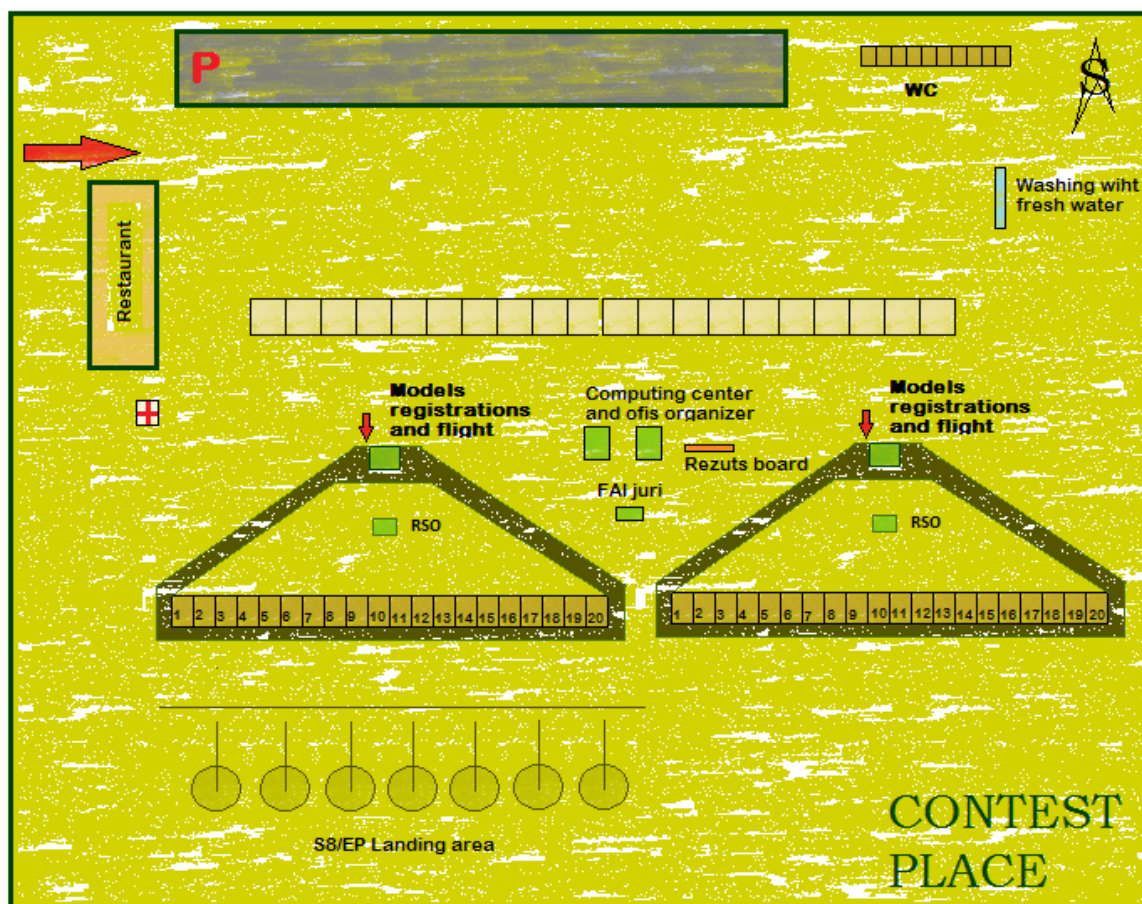 P
WC
S
Washing wiht
fresh water
Restaurant
Models
registrations
and flight
Computing center
and ofis organizer
Models
registrations
and flight
Rezuts board
FAI juri
RSO
RSO
1 2 3 4 5 6 7 8 9 10 11 12 13 14 15 16 17 18 19 20
1 2 3 4 5 6 7 8 9 10 11 12 13 14 15 16 17 18 19 20
S8/EP Landing area
CONTEST
PLACE